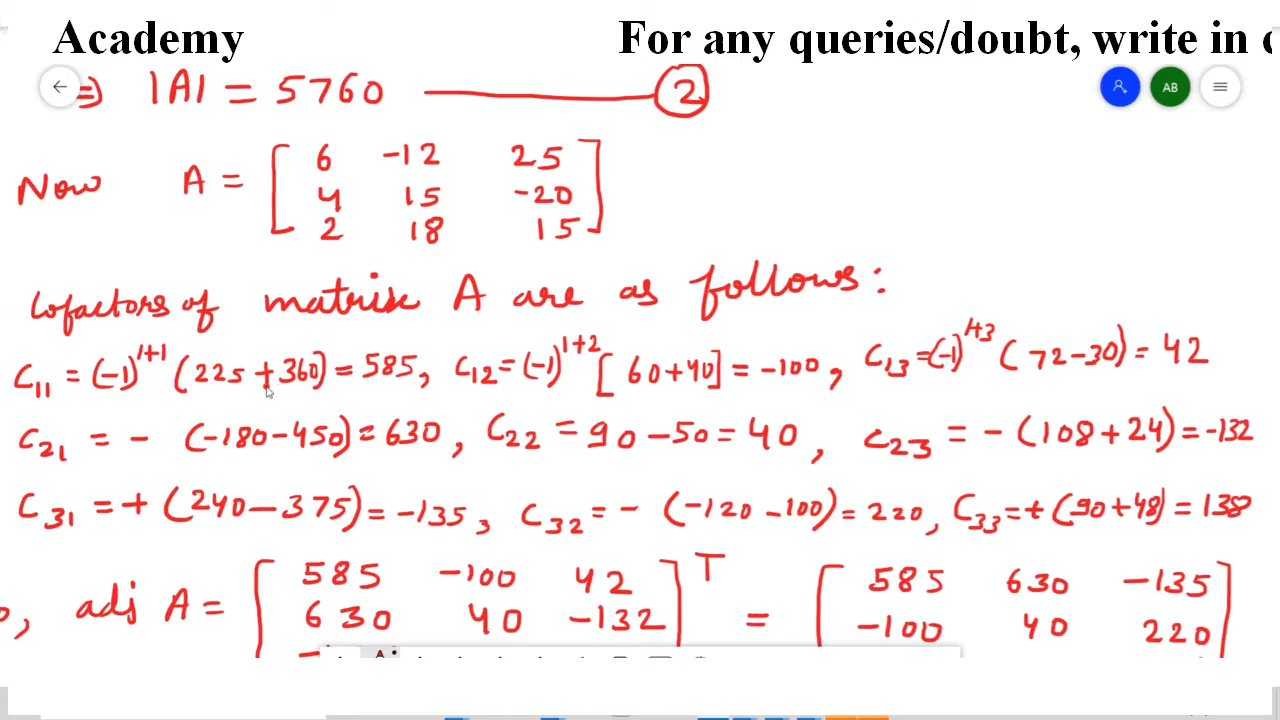 Academy For any queries/doubt, write in c
⇒ |A| = 5760 ——— 2
AB
Now A = [ 6 -12 25
4 15 -20
2 18 15 ]
Cofactors of matrix A are as follows:
C11 = (-1)^1+1 (225+360) = 585, C12 = (-1)^1+2 [60+40] = -100, C13 = (-1)^1+3 (72-30) = 42
C21 = - (-180-450) = 630, C22 = 90-50 = 40, C23 = - (108+24) = -132
C31 = + (240-375) = -135, C32 = - (-120-100) = 220, C33 = + (90+48) = 138
, adj A = [ 585 -100 42 ]T = [ 585 630 -135 ]
630 40 -132 -100 40 220